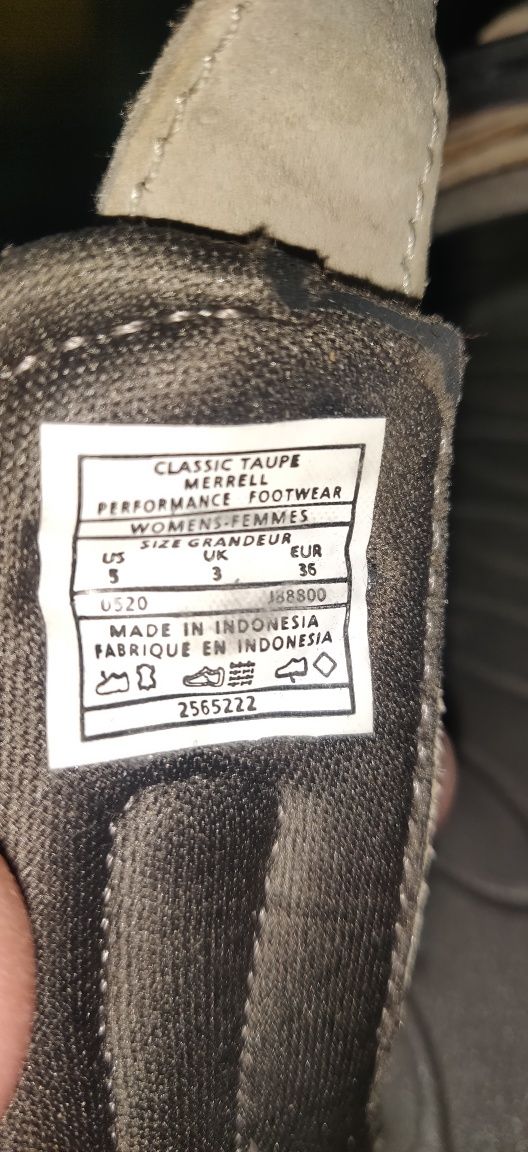 CLASSIC TAUPE
MERRELL
PERFORMANCE FOOTWEAR
WOMENS-FEMMES
SIZE GRANDEUR
US UK EUR
5 3 36
0520 J88800
MADE IN INDONESIA
FABRIQUE EN INDONESIA
2565222